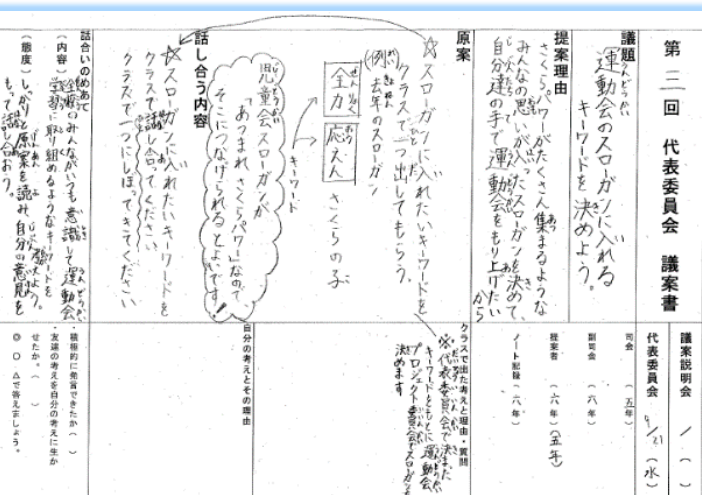 第三回 代表委員会 議案書
議題
運動会のスローガンに入れる
キーワードを決めよう。
提案理由
さくらパワーがたくさん集まるような
みんなの思いが入ったスローガンを決めて、
自分達の手で運動会をもり上げたいから
原案
☆スローガンに入れたいキーワードを
クラスで一つ出してもらう。
(例)去年のスローガン
全力 応えん さくらの子
キーワード
児童会スローガンが
「あつまれ さくらパワー」なので、
そこにつなげられるとよいです!
話し合う内容
☆スローガンに入れたいキーワードを
クラスで話し合ってください
クラスで一つにしぼってきてください
話合いのめあて
(内容)全校のみんながいつも意識して運動会
学習に取り組めるようなキーワードを考えよう。
(態度)しっかりと原案を読み、自分の意見を
もって話し合おう。
議案説明会 / ( )
代表委員会 9/21(水)
司会 (五年)
副司会 (六年)
提案者 (六年)(五年)
ノート記録(六年)
クラスで出た考えと理由・質問
※代表委員会で決まった
キーワードをもとに運動会
プロジェクト委員会でスローガンを
決めます
自分の考えとその理由
・積極的に発言できたか( )
・友達の考えを自分の考えに生か
せたか。( )
◎ ○ △で答えましょう。